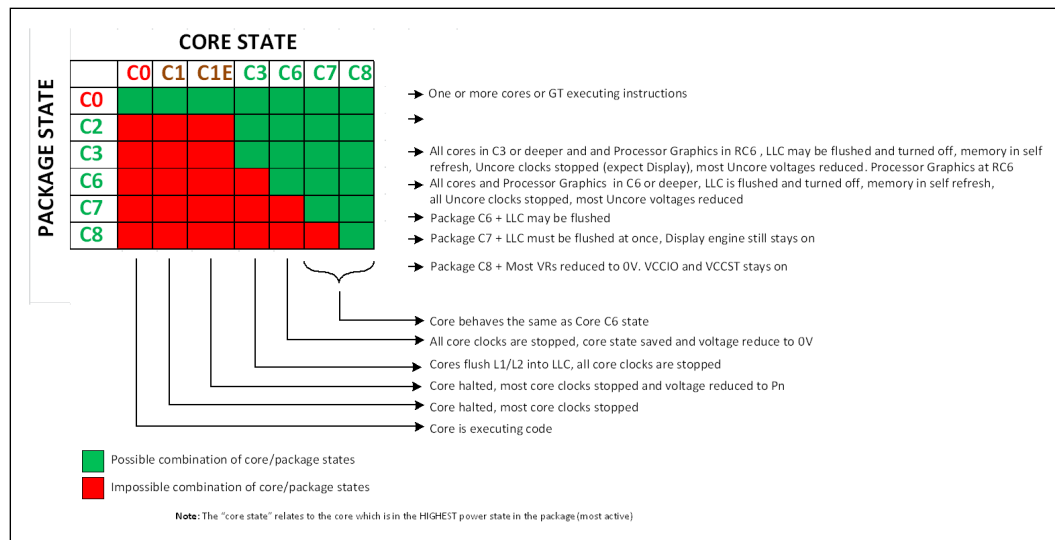 CORE STATE
PACKAGE STATE
C0 C1 C1E C3 C6 C7 C8
C0
C2
C3
C6
C7
C8
One or more cores or GT executing instructions
All cores in C3 or deeper and and Processor Graphics in RC6 , LLC may be flushed and turned off, memory in self
refresh, Uncore clocks stopped (expect Display), most Uncore voltages reduced. Processor Graphics at RC6
All cores and Processor Graphics in C6 or deeper, LLC is flushed and turned off, memory in self refresh,
all Uncore clocks stopped, most Uncore voltages reduced
Package C6 + LLC may be flushed
Package C7 + LLC must be flushed at once, Display engine still stays on
Package C8 + Most VRs reduced to 0V. VCCIO and VCCST stays on
Core behaves the same as Core C6 state
All core clocks are stopped, core state saved and voltage reduce to 0V
Cores flush L1/L2 into LLC, all core clocks are stopped
Core halted, most core clocks stopped and voltage reduced to Pn
Core halted, most core clocks stopped
Core is executing code
Possible combination of core/package states
Impossible combination of core/package states
Note: The “core state” relates to the core which is in the HIGHEST power state in the package (most active)